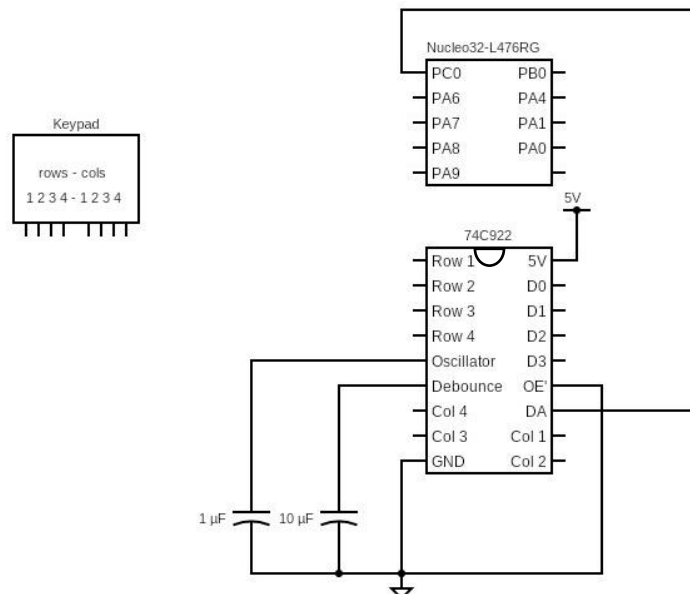 Nucleo32-L476RG
PC0 PB0
PA6 PA4
PA7 PA1
PA8 PA0
PA9
Keypad
rows - cols
1 2 3 4 - 1 2 3 4
5V
74C922
Row 1 5V
Row 2 D0
Row 3 D1
Row 4 D2
Oscillator D3
Debounce OE'
Col 4 DA
Col 3 Col 1
GND Col 2
1 µF 10 µF